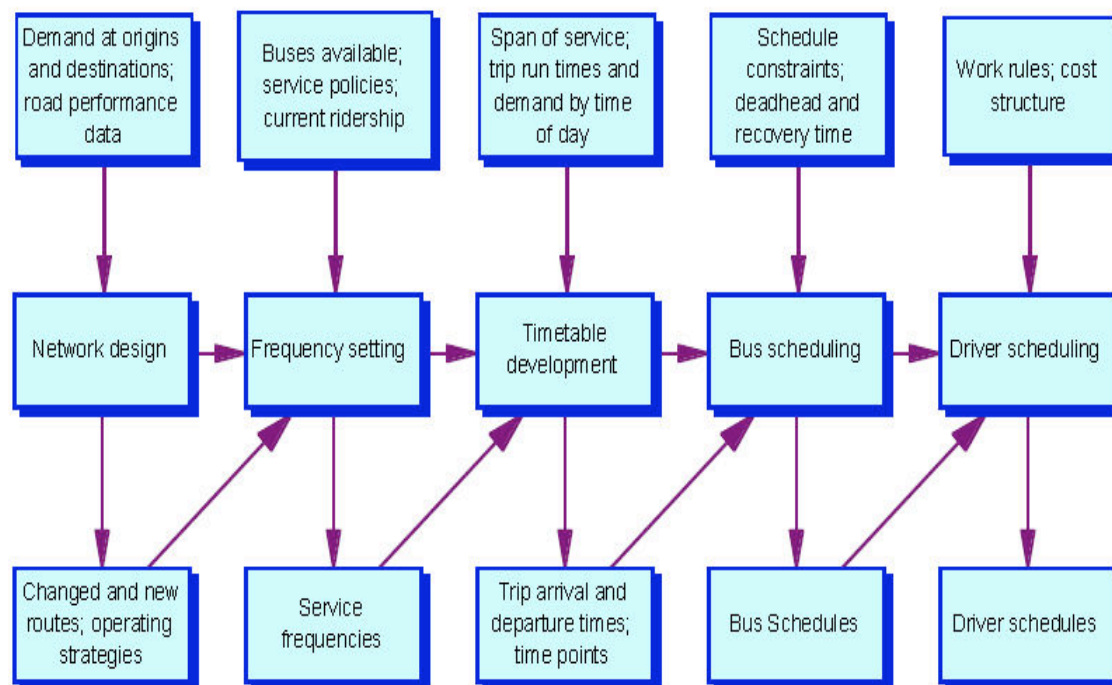 Demand at origins
and destinations;
road performance
data
Buses available;
service policies;
current ridership
Span of service;
trip run times and
demand by time
of day
Schedule
constraints;
deadhead and
recovery time
Work rules; cost
structure
Network design
Frequency setting
Timetable
development
Bus scheduling
Driver scheduling
Changed and new
routes; operating
strategies
Service
frequencies
Trip arrival and
departure times;
time points
Bus Schedules
Driver schedules